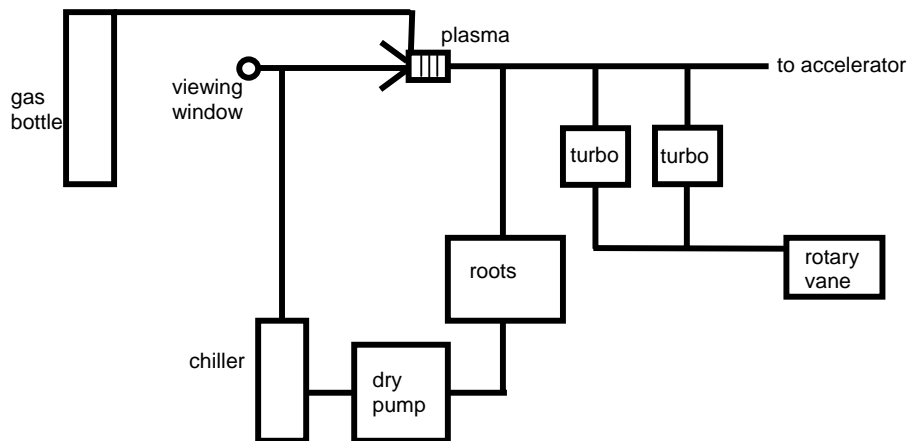 plasma
to accelerator
viewing
window
gas
bottle
turbo
turbo
roots
rotary
vane
chiller
dry
pump